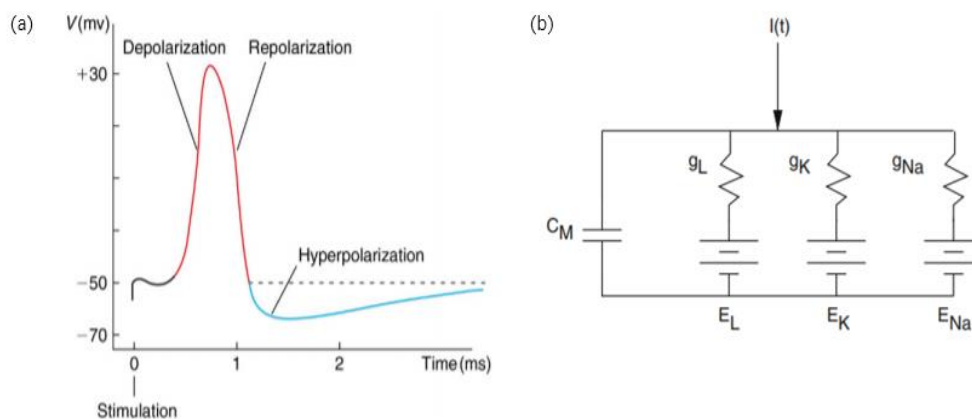 (a)
V(mv)
Depolarization
Repolarization
+30
Hyperpolarization
−50
−70
0
1
2
Time(ms)
Stimulation
(b)
I(t)
gL
gK
gNa
CM
EL
EK
ENa